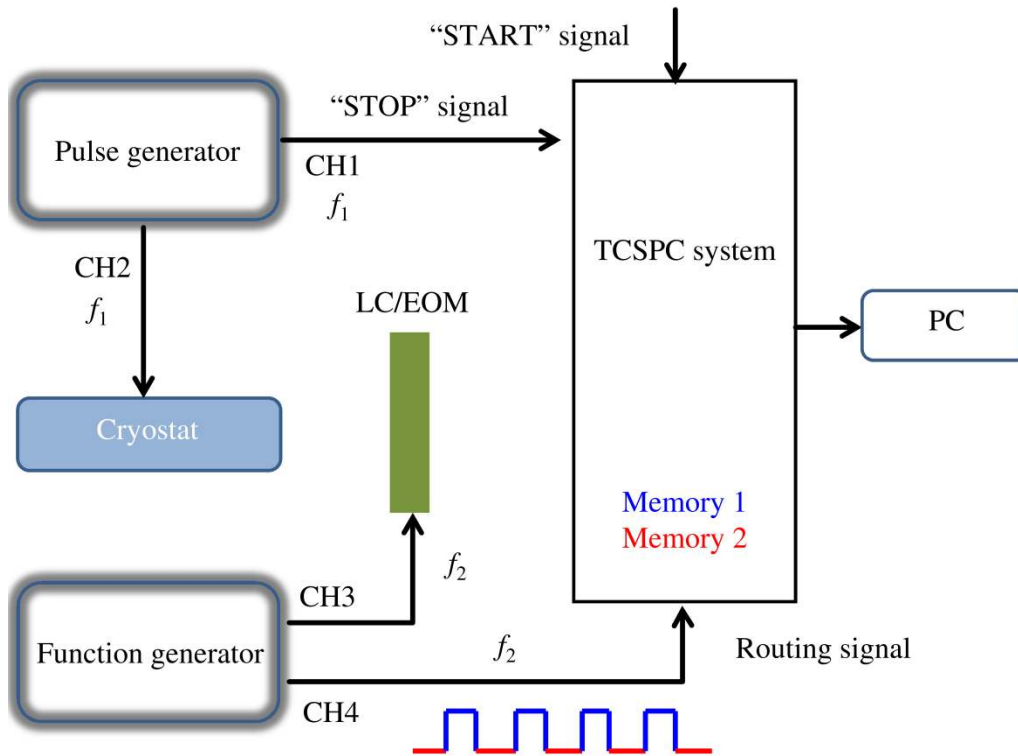 “START” signal
“STOP” signal
Pulse generator
CH1
f₁
TCSPC system
CH2
f₁
LC/EOM
PC
Cryostat
Memory 1
Memory 2
f₂
CH3
Function generator
f₂
Routing signal
CH4